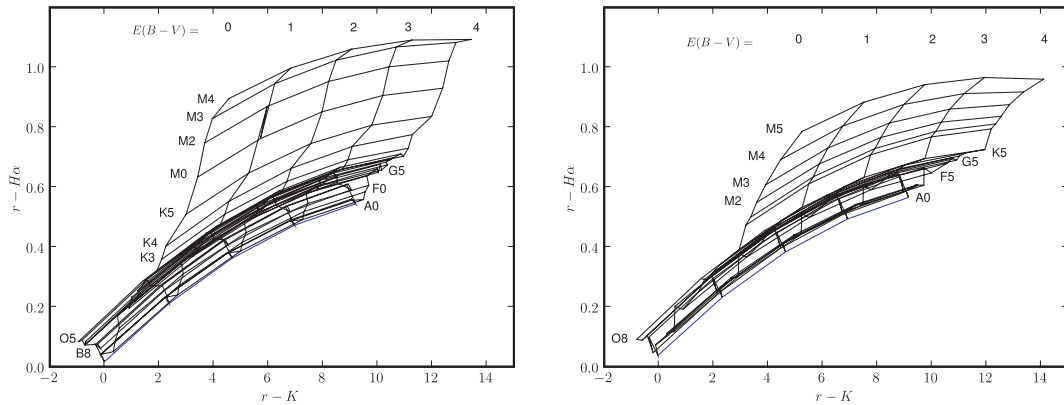 E(B − V) = 0 1 2 3 4
1.0
0.8
0.6
0.4
0.2
0.0
M4
M3
M2
M0
K5
K4
K3
O5
B8
G5
F0
A0
−2 0 2 4 6 8 10 12 14
r − K
r − Hα
E(B − V) = 0 1 2 3 4
1.0
0.8
0.6
0.4
0.2
0.0
M5
M4
M3
M2
O8
K5
G5
F5
A0
−2 0 2 4 6 8 10 12 14
r − K
r − Hα